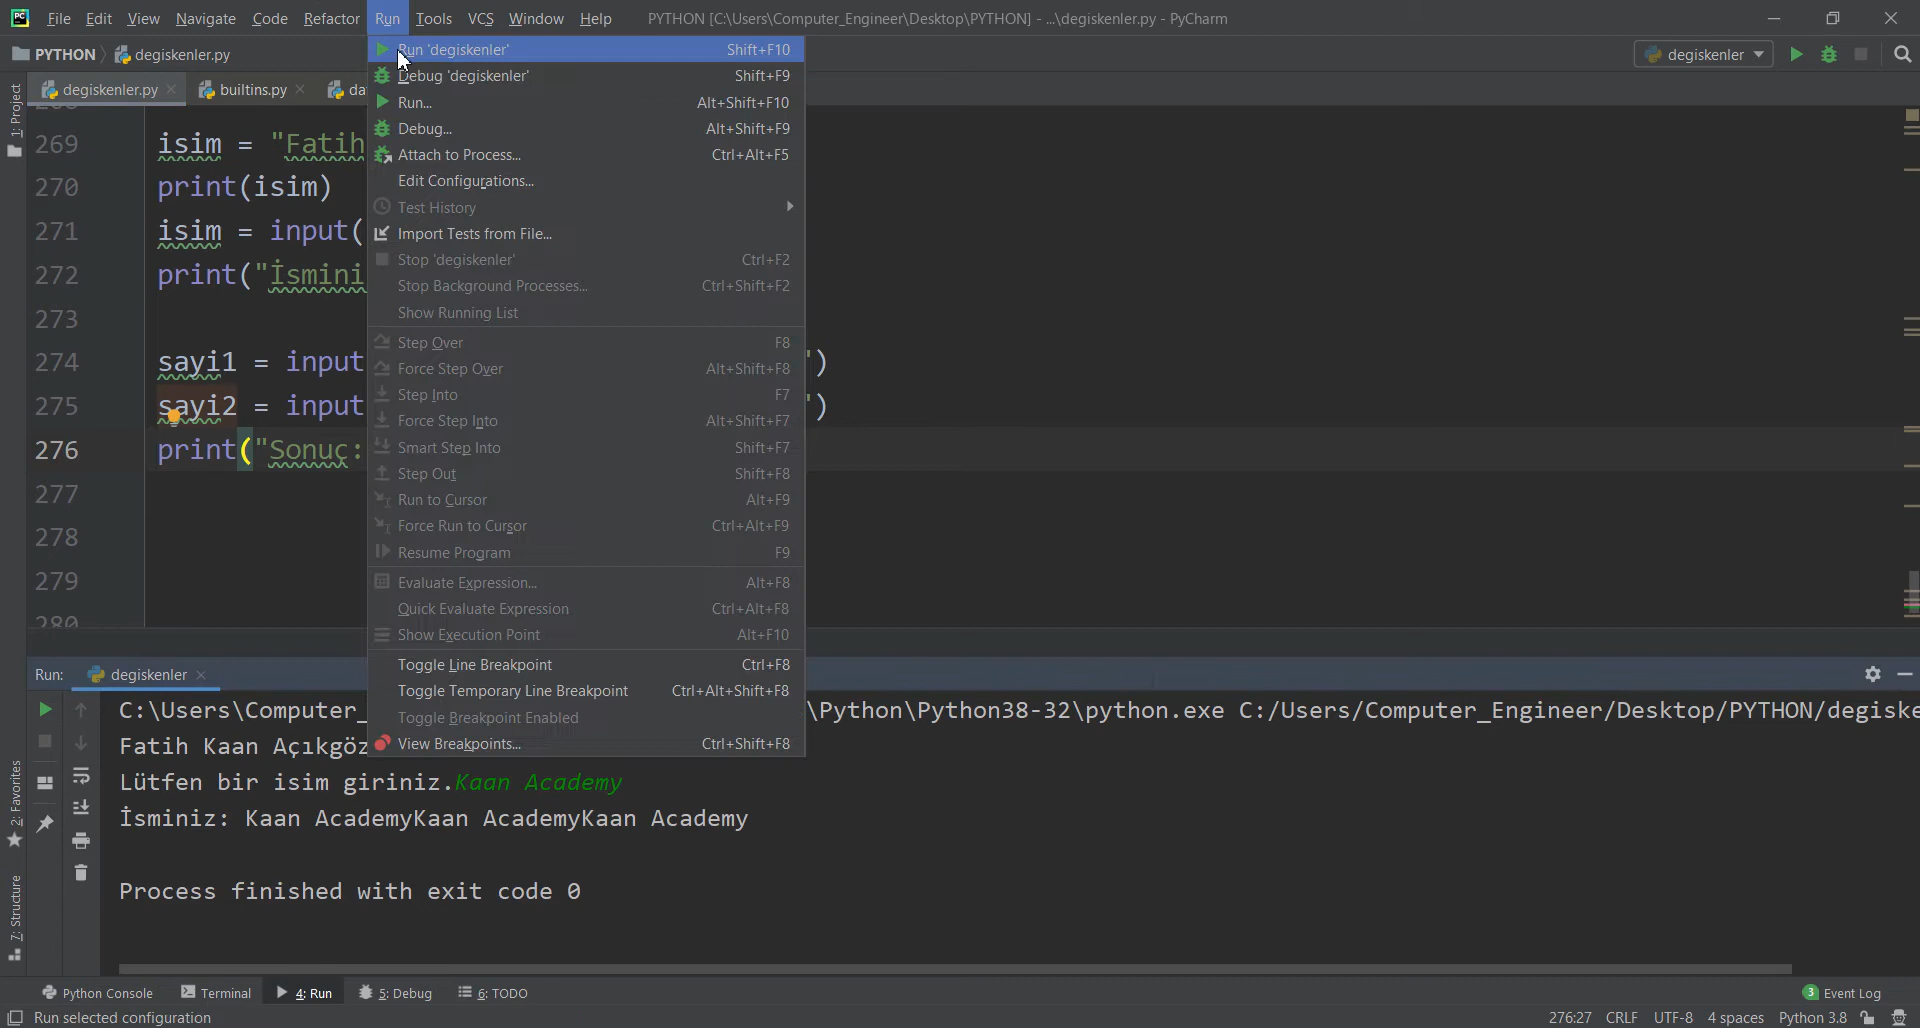 File Edit View Navigate Code Refactor Run Tools VCS Window Help PYTHON [C:\Users\Computer_Engineer\Desktop\PYTHON] - ...\degiskenler.py - PyCharm
PYTHON degiskenler.py degiskenler
degiskenler.py builtins.py da
1: Project
269 isim = "Fatih
270 print(isim)
271 isim = input(
272 print("İsmini
273
274 sayi1 = input ")
275 sayi2 = input ")
276 print("Sonuç:
277
278
279
280
Run 'degiskenler' Shift+F10
Debug 'degiskenler' Shift+F9
Run... Alt+Shift+F10
Debug... Alt+Shift+F9
Attach to Process... Ctrl+Alt+F5
Edit Configurations...
Test History
Import Tests from File...
Stop 'degiskenler' Ctrl+F2
Stop Background Processes... Ctrl+Shift+F2
Show Running List
Step Over F8
Force Step Over Alt+Shift+F8
Step Into F7
Force Step Into Alt+Shift+F7
Smart Step Into Shift+F7
Step Out Shift+F8
Run to Cursor Alt+F9
Force Run to Cursor Ctrl+Alt+F9
Resume Program F9
Evaluate Expression... Alt+F8
Quick Evaluate Expression Ctrl+Alt+F8
Show Execution Point Alt+F10
Toggle Line Breakpoint Ctrl+F8
Toggle Temporary Line Breakpoint Ctrl+Alt+Shift+F8
Toggle Breakpoint Enabled
View Breakpoints... Ctrl+Shift+F8
Run: degiskenler
C:\Users\Computer_ \Python\Python38-32\python.exe C:/Users/Computer_Engineer/Desktop/PYTHON/degiske
Fatih Kaan Açıkgöz
Lütfen bir isim giriniz.Kaan Academy
İsminiz: Kaan AcademyKaan AcademyKaan Academy
Process finished with exit code 0
2: Favorites
7: Structure
Python Console Terminal 4: Run 5: Debug 6: TODO 3 Event Log
Run selected configuration 276:27 CRLF UTF-8 4 spaces Python 3.8